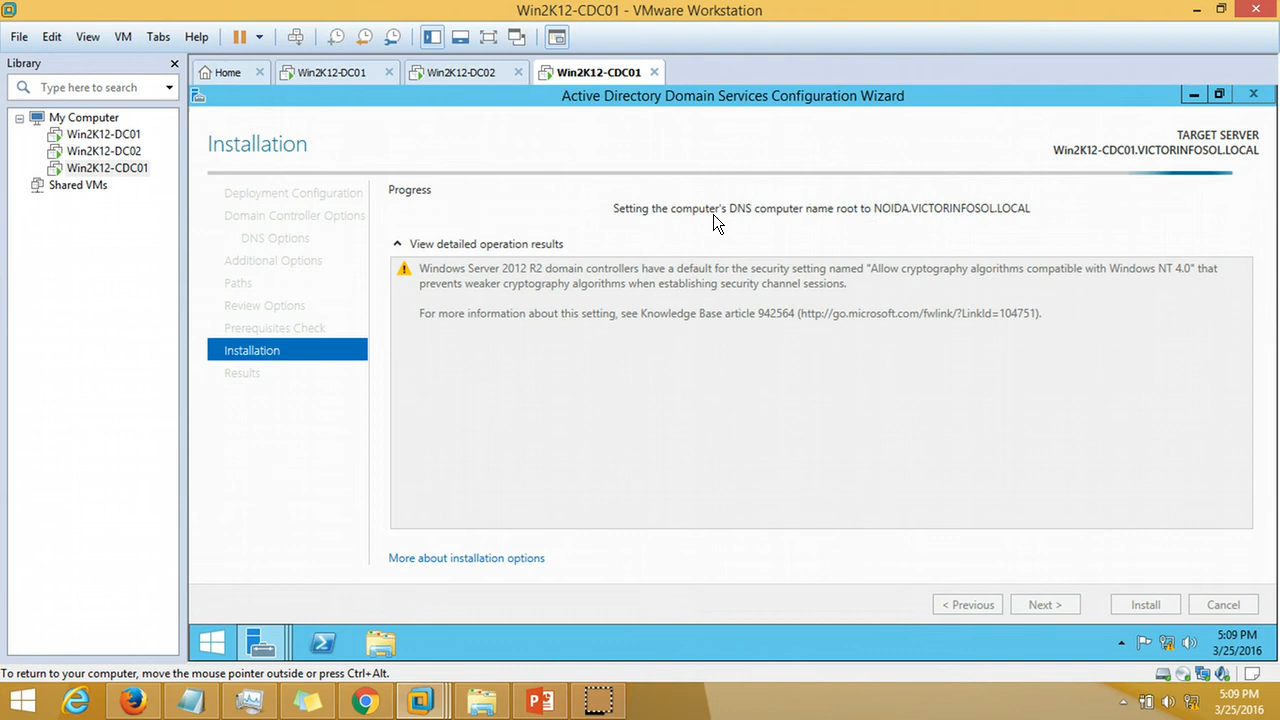 Win2K12-CDC01 - VMware Workstation
File Edit View VM Tabs Help
Library
Type here to search
My Computer
Win2K12-DC01
Win2K12-DC02
Win2K12-CDC01
Shared VMs
Home Win2K12-DC01 Win2K12-DC02 Win2K12-CDC01
Active Directory Domain Services Configuration Wizard
Installation
TARGET SERVER
Win2K12-CDC01.VICTORINFOSOL.LOCAL
Deployment Configuration
Domain Controller Options
DNS Options
Additional Options
Paths
Review Options
Prerequisites Check
Installation
Results
Progress
Setting the computer's DNS computer name root to NOIDA.VICTORINFOSOL.LOCAL
View detailed operation results
Windows Server 2012 R2 domain controllers have a default for the security setting named "Allow cryptography algorithms compatible with Windows NT 4.0" that
prevents weaker cryptography algorithms when establishing security channel sessions.
For more information about this setting, see Knowledge Base article 942564 (http://go.microsoft.com/fwlink/?LinkId=104751).
More about installation options
< Previous Next > Install Cancel
5:09 PM
3/25/2016
To return to your computer, move the mouse pointer outside or press Ctrl+Alt.
5:09 PM
3/25/2016